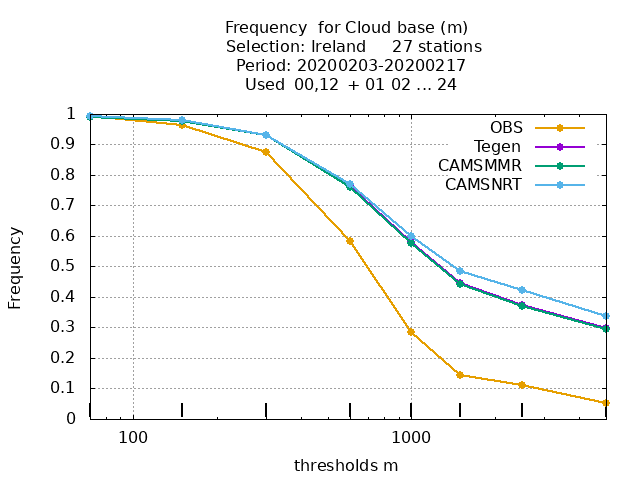 Frequency  for Cloud base (m)
Selection: Ireland     27 stations
Period: 20200203-20200217
Used  00,12  + 01 02 ... 24
OBS
Tegen
CAMSMMR
CAMSNRT
1
0.9
0.8
0.7
0.6
0.5
0.4
0.3
0.2
0.1
0
Frequency
100
1000
thresholds m